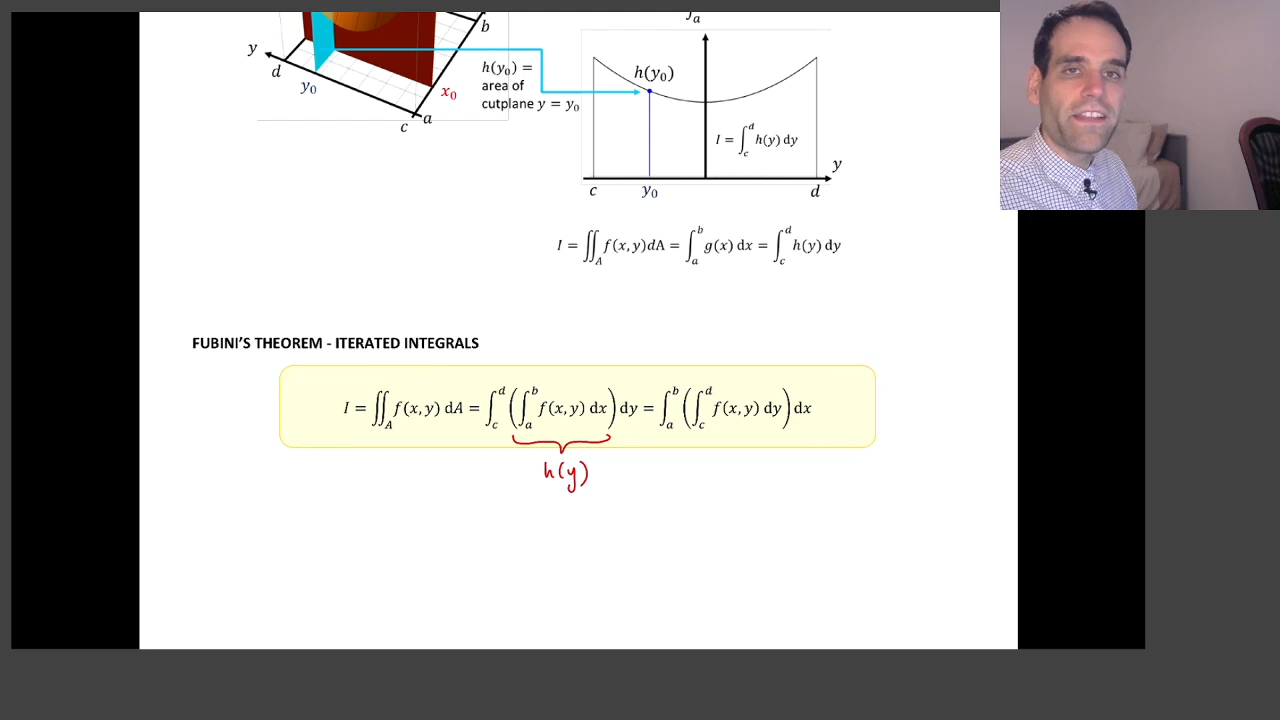 ∫ₐ
b
y
d
y₀
x₀
c a
h(y₀) =
area of
cutplane y = y₀
h(y₀)
I = ∫_c^d h(y) dy
y
c y₀ d
I = ∬_A f(x, y)dA = ∫_a^b g(x) dx = ∫_c^d h(y) dy
FUBINI'S THEOREM - ITERATED INTEGRALS
I = ∬_A f(x, y) dA = ∫_c^d (∫_a^b f(x, y) dx) dy = ∫_a^b (∫_c^d f(x, y) dy) dx
h(y)